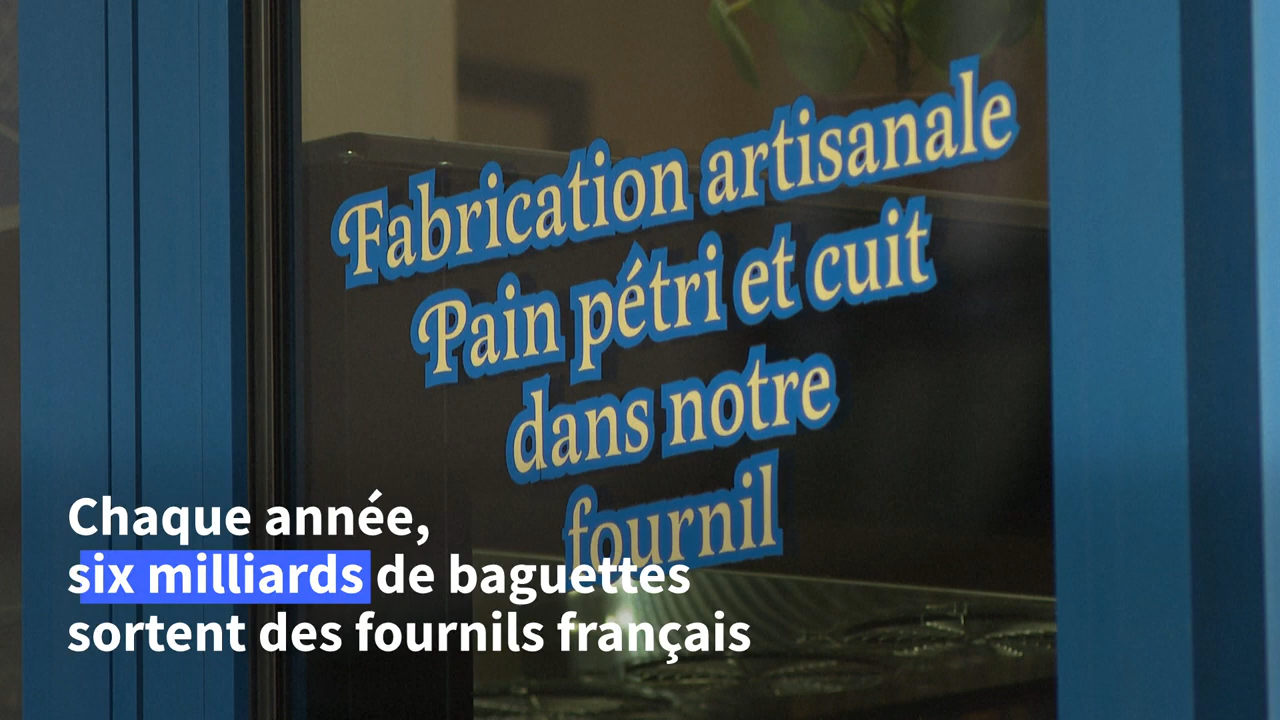 Fabrication artisanale
Pain pétri et cuit
dans notre
fournil
Chaque année,
six milliards de baguettes
sortent des fournils français